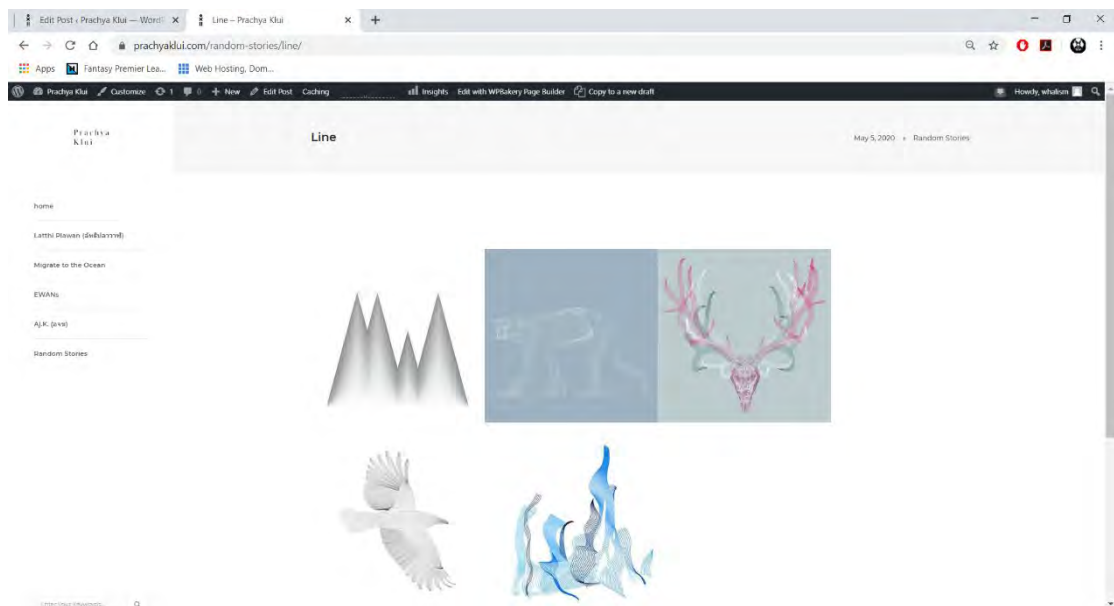 Edit Post ‹ Prachya Klui — Word
Line – Prachya Klui
prachyaklui.com/random-stories/line/
Apps
Fantasy Premier Lea...
Web Hosting, Dom...
Prachya Klui
Customize
1
0
New
Edit Post
Caching
Insights
Edit with WPBakery Page Builder
Copy to a new draft
Howdy, whalism
Prachya
Klui
Line
May 5, 2020
Random Stories
home
Latthi Plawan
Migrate to the Ocean
EWANs
AJ.K.
Random Stories